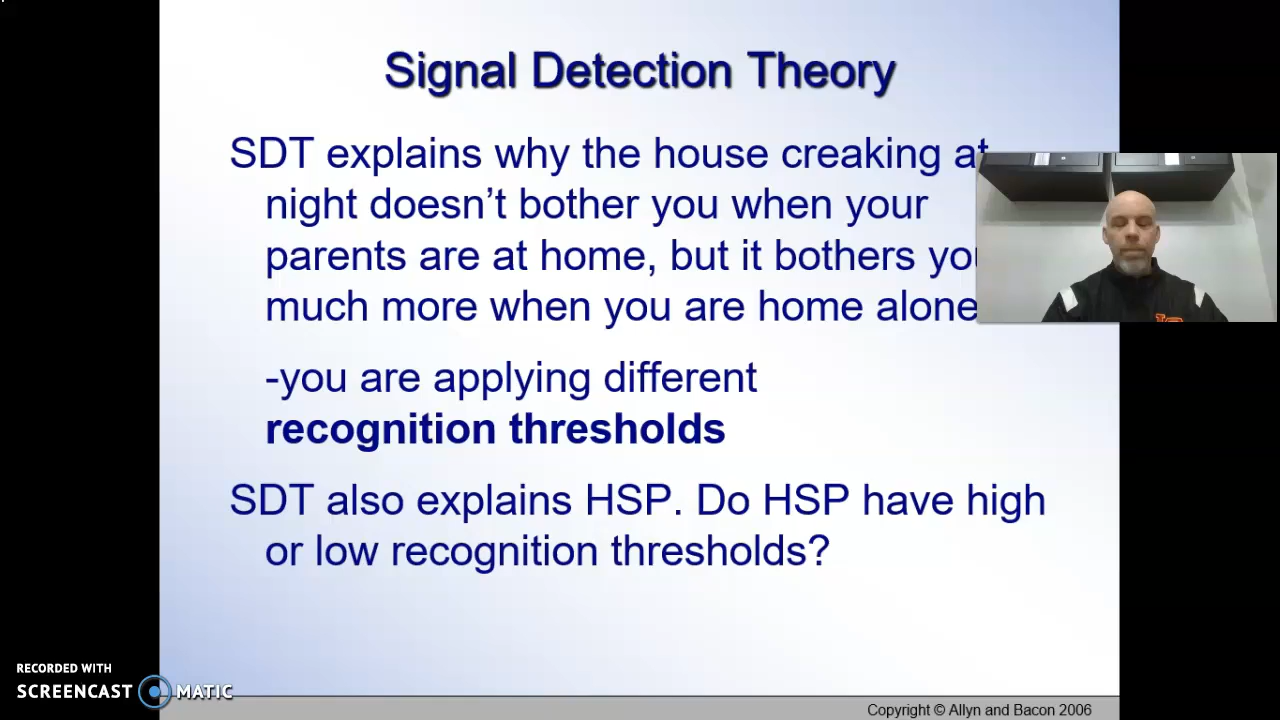 Signal Detection Theory
SDT explains why the house creaking at
night doesn't bother you when your
parents are at home, but it bothers you
much more when you are home alone
-you are applying different
recognition thresholds
SDT also explains HSP. Do HSP have high
or low recognition thresholds?
RECORDED WITH
SCREENCAST MATIC
Copyright © Allyn and Bacon 2006